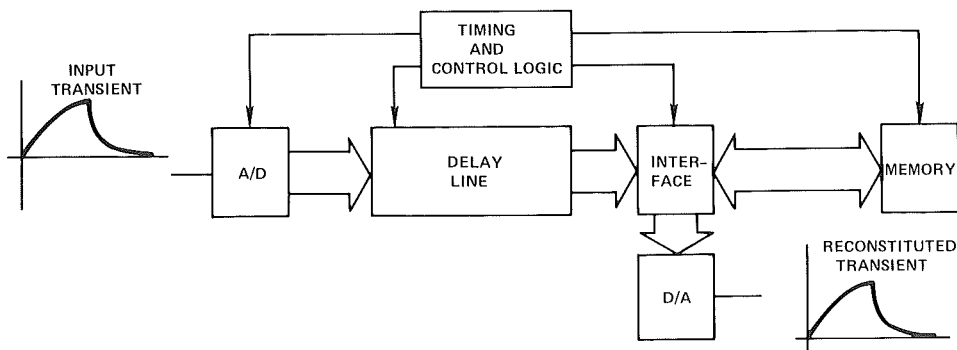 TIMING
AND
CONTROL LOGIC
INPUT
TRANSIENT
A/D
DELAY
LINE
INTER-
FACE
MEMORY
D/A
RECONSTITUTED
TRANSIENT